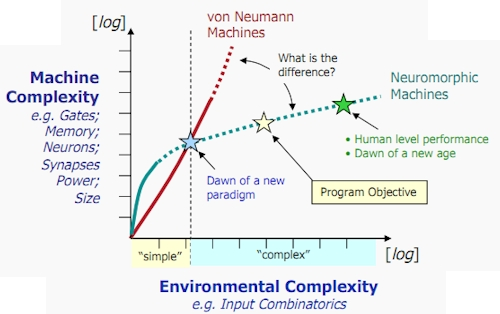 [log]
von Neumann
Machines
What is the
difference?
Machine
Complexity
e.g. Gates;
Memory;
Neurons;
Synapses
Power;
Size
Neuromorphic
Machines
• Human level performance
• Dawn of a new age
Dawn of a new
paradigm
Program Objective
"simple"
"complex"
[log]
Environmental Complexity
e.g. Input Combinatorics